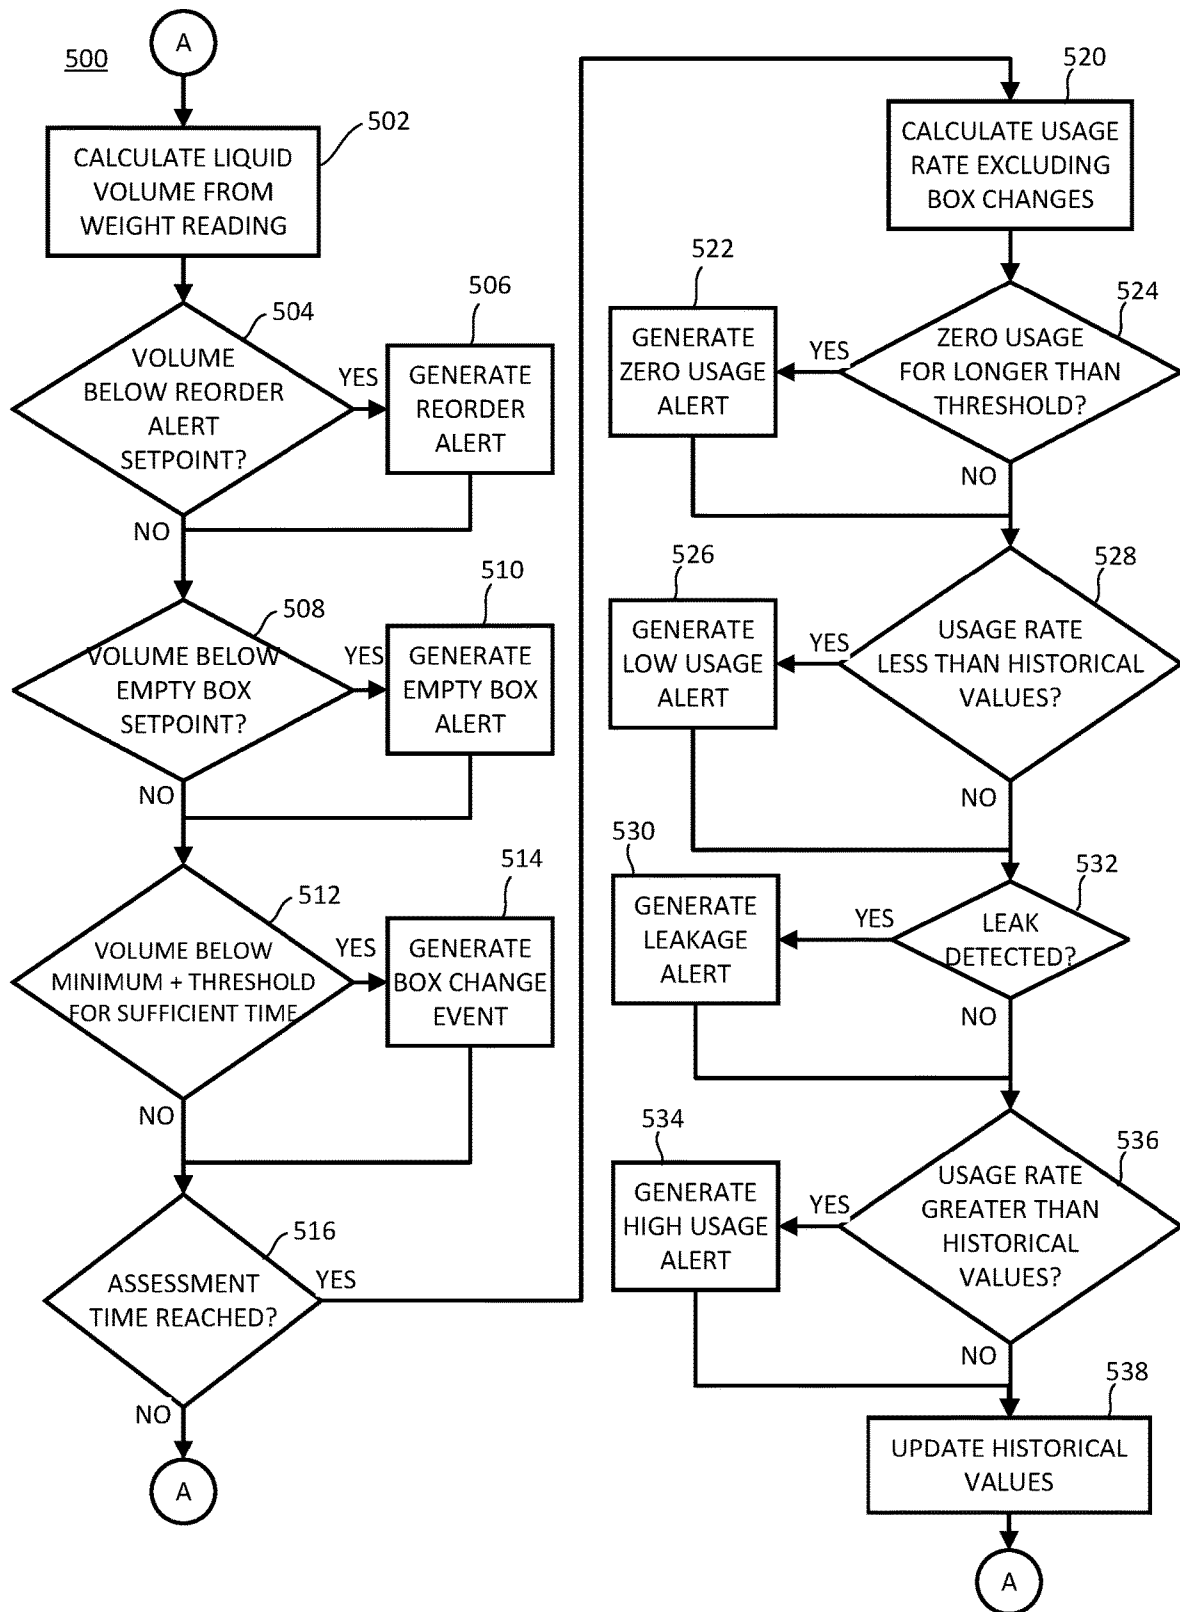 500
A
502
CALCULATE LIQUID
VOLUME FROM
WEIGHT READING
504
VOLUME
BELOW REORDER
ALERT
SETPOINT?
YES
506
GENERATE
REORDER
ALERT
NO
508
VOLUME BELOW
EMPTY BOX
SETPOINT?
YES
510
GENERATE
EMPTY BOX
ALERT
NO
512
VOLUME BELOW
MINIMUM + THRESHOLD
FOR SUFFICIENT TIME
YES
514
GENERATE
BOX CHANGE
EVENT
NO
516
ASSESSMENT
TIME REACHED?
YES
NO
A
520
CALCULATE USAGE
RATE EXCLUDING
BOX CHANGES
524
ZERO USAGE
FOR LONGER THAN
THRESHOLD?
YES
522
GENERATE
ZERO USAGE
ALERT
NO
528
USAGE RATE
LESS THAN HISTORICAL
VALUES?
YES
526
GENERATE
LOW USAGE
ALERT
NO
532
LEAK
DETECTED?
YES
530
GENERATE
LEAKAGE
ALERT
NO
536
USAGE RATE
GREATER THAN
HISTORICAL
VALUES?
YES
534
GENERATE
HIGH USAGE
ALERT
NO
538
UPDATE HISTORICAL
VALUES
A